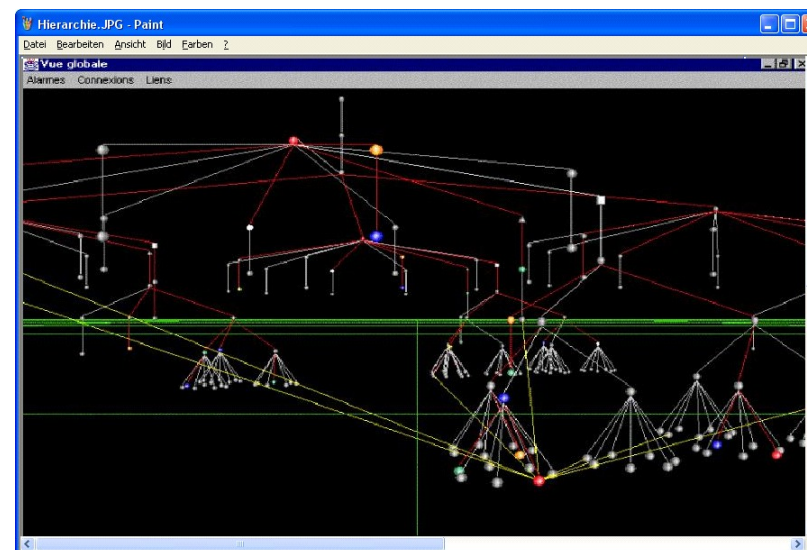 Hierarchie.JPG - Paint
Datei Bearbeiten Ansicht Bild Farben ?
Vue globale
Alarmes Connexions Liens